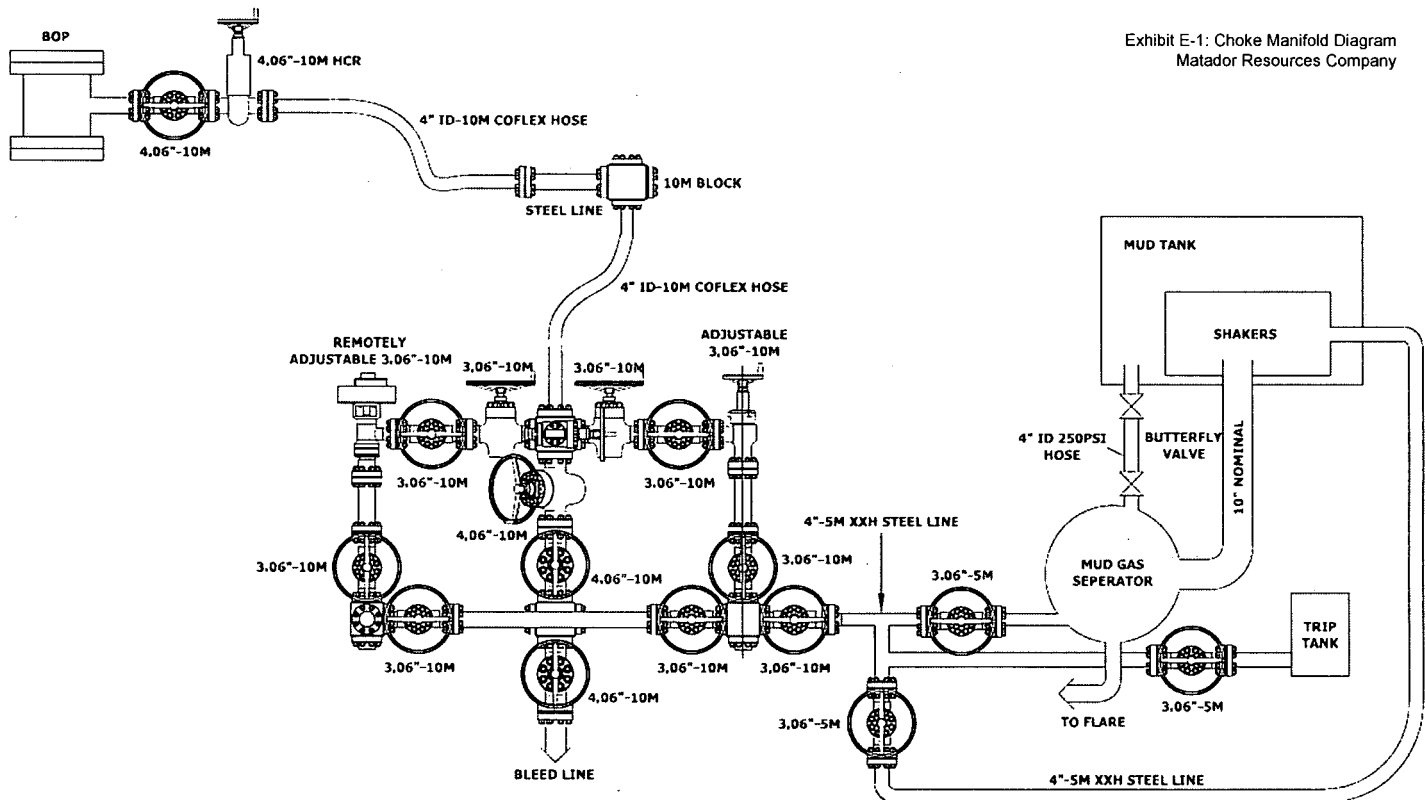 Exhibit E-1: Choke Manifold Diagram
Matador Resources Company
BOP
4.06"-10M HCR
4.06"-10M
4" ID-10M COFLEX HOSE
10M BLOCK
STEEL LINE
4" ID-10M COFLEX HOSE
MUD TANK
SHAKERS
REMOTELY
ADJUSTABLE 3.06"-10M
3.06"-10M
3.06"-10M
ADJUSTABLE
3.06"-10M
3.06"-10M
3.06"-10M
4.06"-10M
4" ID 250PSI
HOSE
BUTTERFLY
VALVE
10" NOMINAL
4"-5M XXH STEEL LINE
3.06"-10M
4.06"-10M
3.06"-10M
3.06"-5M
MUD GAS
SEPERATOR
TRIP
TANK
3.06"-10M
3.06"-10M
3.06"-10M
4.06"-10M
3.06"-5M
3.06"-5M
TO FLARE
BLEED LINE
4"-5M XXH STEEL LINE